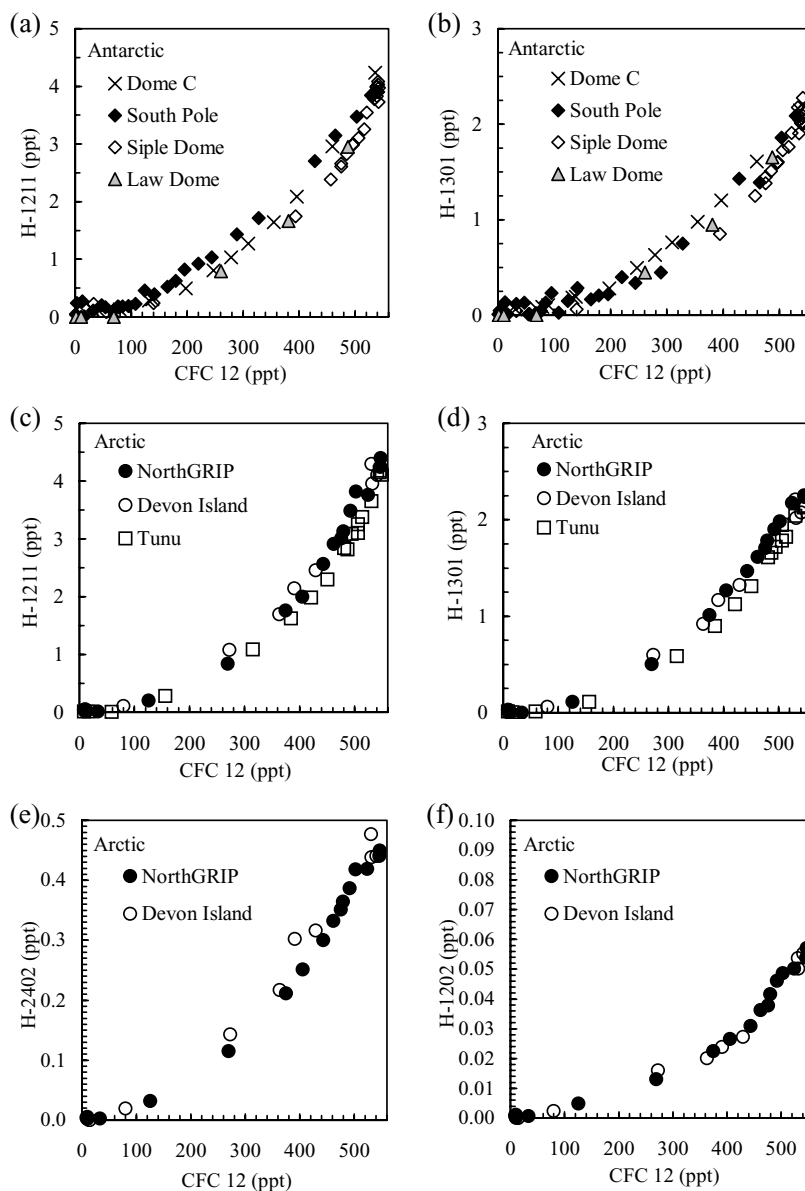 (a)
Antarctic
Dome C
South Pole
Siple Dome
Law Dome
H-1211 (ppt)
5
4
3
2
1
0
0 100 200 300 400 500
CFC 12 (ppt)
(b)
Antarctic
Dome C
South Pole
Siple Dome
Law Dome
H-1301 (ppt)
3
2
1
0
0 100 200 300 400 500
CFC 12 (ppt)
(c)
Arctic
NorthGRIP
Devon Island
Tunu
H-1211 (ppt)
5
4
3
2
1
0
0 100 200 300 400 500
CFC 12 (ppt)
(d)
Arctic
NorthGRIP
Devon Island
Tunu
H-1301 (ppt)
3
2
1
0
0 100 200 300 400 500
CFC 12 (ppt)
(e)
Arctic
NorthGRIP
Devon Island
H-2402 (ppt)
0.5
0.4
0.3
0.2
0.1
0.0
0 100 200 300 400 500
CFC 12 (ppt)
(f)
Arctic
NorthGRIP
Devon Island
H-1202 (ppt)
0.10
0.09
0.08
0.07
0.06
0.05
0.04
0.03
0.02
0.01
0.00
0 100 200 300 400 500
CFC 12 (ppt)